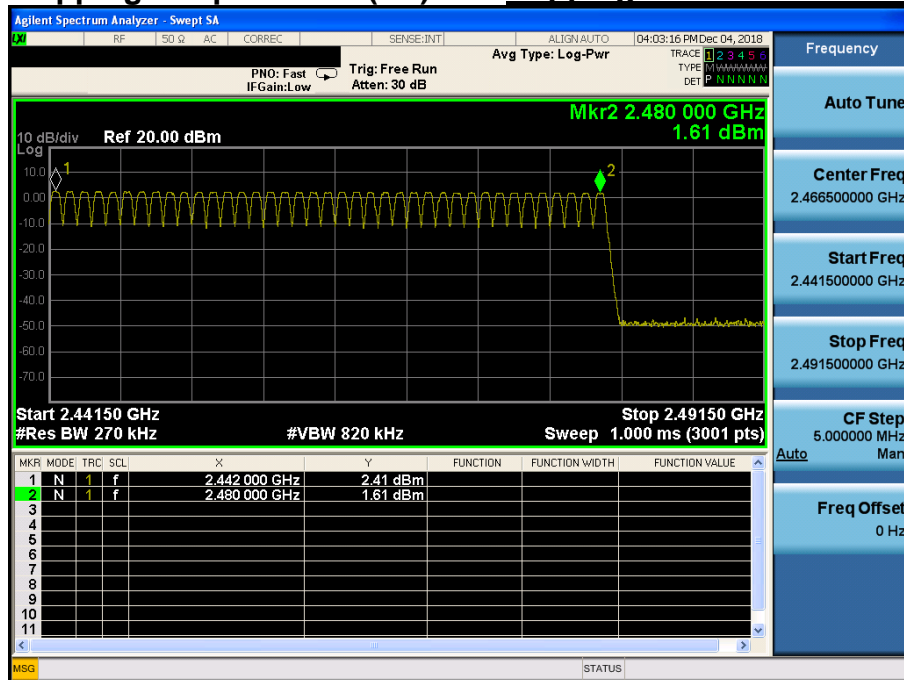 Agilent Spectrum Analyzer - Swept SA
LXI RF 50 Ω AC CORREC SENSE:INT ALIGN AUTO 04:03:16 PM Dec 04, 2018
Avg Type: Log-Pwr TRACE 1 2 3 4 5 6
PNO: Fast Trig: Free Run TYPE M W W W W W
IFGain:Low Atten: 30 dB DET P N N N N N
Mkr2 2.480 000 GHz
1.61 dBm
10 dB/div Ref 20.00 dBm
Log
10.0
0.00
-10.0
-20.0
-30.0
-40.0
-50.0
-60.0
-70.0
1
2
Start 2.44150 GHz Stop 2.49150 GHz
#Res BW 270 kHz #VBW 820 kHz Sweep 1.000 ms (3001 pts)
MKR MODE TRC SCL X Y FUNCTION FUNCTION WIDTH FUNCTION VALUE
1 N 1 f 2.442 000 GHz 2.41 dBm
2 N 1 f 2.480 000 GHz 1.61 dBm
3
4
5
6
7
8
9
10
11
MSG STATUS
Frequency
Auto Tune
Center Freq
2.466500000 GHz
Start Freq
2.441500000 GHz
Stop Freq
2.491500000 GHz
CF Step
5.000000 MHz
Auto Man
Freq Offset
0 Hz